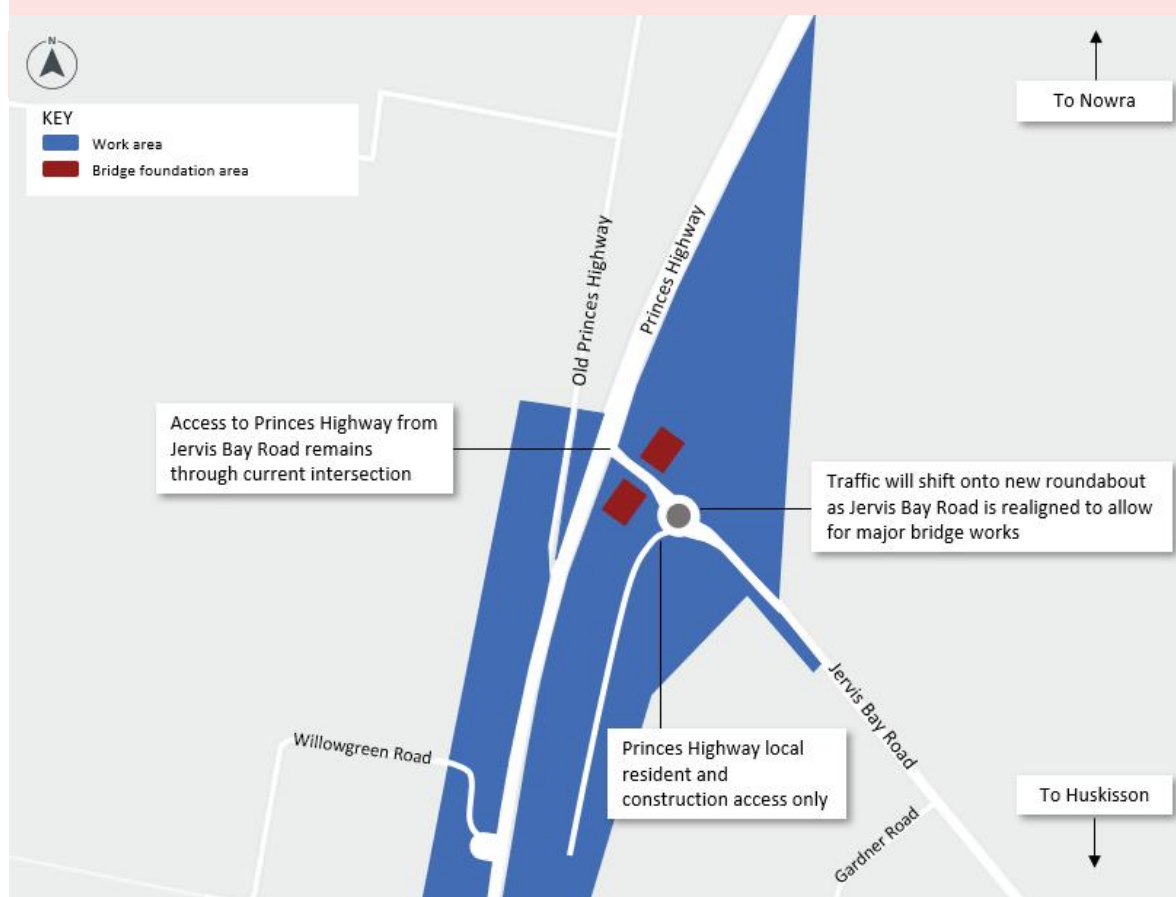 N
To Nowra
KEY
Work area
Bridge foundation area
Old Princes Highway
Princes Highway
Access to Princes Highway from
Jervis Bay Road remains
through current intersection
Traffic will shift onto new roundabout
as Jervis Bay Road is realigned to allow
for major bridge works
Jervis Bay Road
Willowgreen Road
Princes Highway local
resident and
construction access only
To Huskisson
Gardner Road